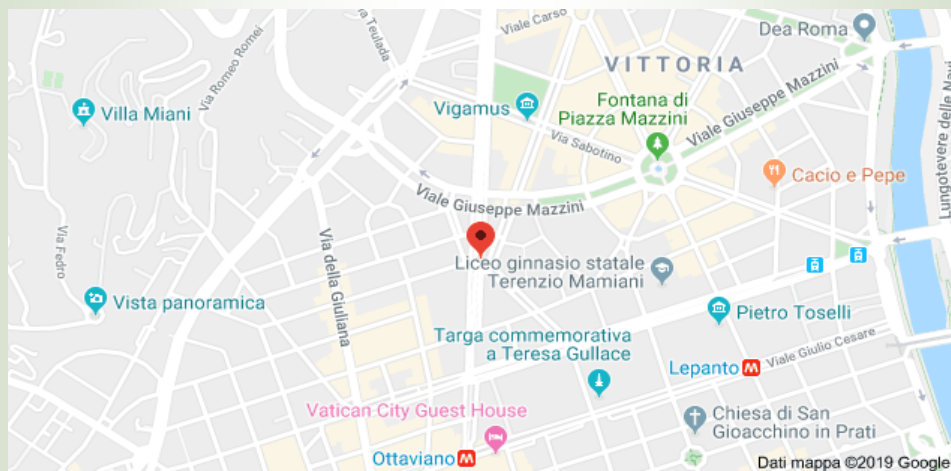 Viale Carso
Dea Roma
Via Teulada
Via Romeo Romei
VITTORIA
Villa Miani
Vigamus
Fontana di
Piazza Mazzini
Viale Giuseppe Mazzini
Via Sabotino
Lungotevere delle Navi
Cacio e Pepe
Viale Giuseppe Mazzini
Via Fedro
Via della Giuliana
Liceo ginnasio statale
Terenzio Mamiani
Vista panoramica
Pietro Toselli
Targa commemorativa
a Teresa Gullace
Viale Giulio Cesare
Lepanto M
Vatican City Guest House
Chiesa di San
Gioacchino in Prati
Ottaviano M
Dati mappa ©2019 Google